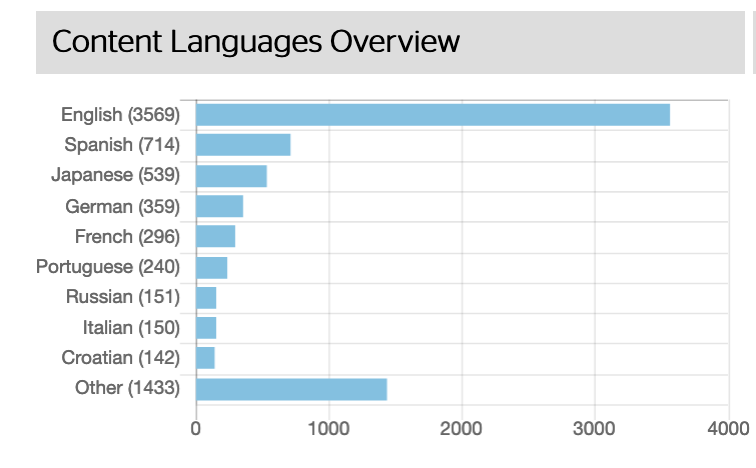 Content Languages Overview
English (3569)
Spanish (714)
Japanese (539)
German (359)
French (296)
Portuguese (240)
Russian (151)
Italian (150)
Croatian (142)
Other (1433)
0 1000 2000 3000 4000